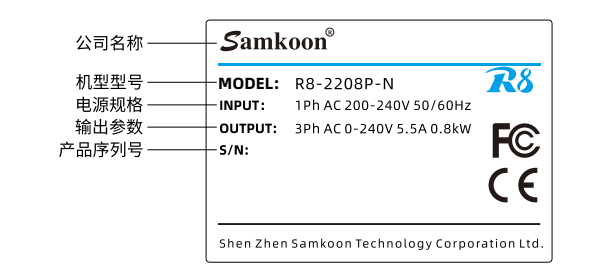 公司名称 Samkoon®
机型型号 MODEL: R8-2208P-N R8
电源规格 INPUT: 1Ph AC 200-240V 50/60Hz
输出参数 OUTPUT: 3Ph AC 0-240V 5.5A 0.8kW FC
产品序列号 S/N:
CE
Shen Zhen Samkoon Technology Corporation Ltd.